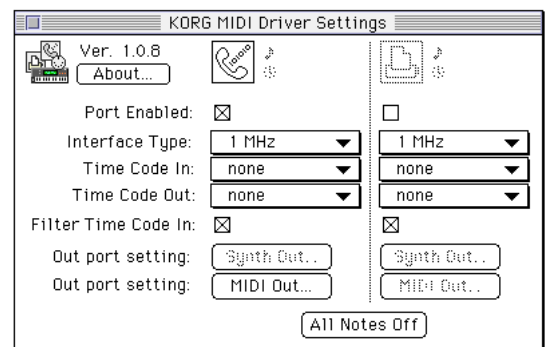 KORG MIDI Driver Settings
Ver. 1.0.8
About...
Port Enabled:
Interface Type: 1 MHz 1 MHz
Time Code In: none none
Time Code Out: none none
Filter Time Code In:
Out port setting: Synth Out.. Synth Out..
Out port setting: MIDI Out... MIDI Out..
All Notes Off